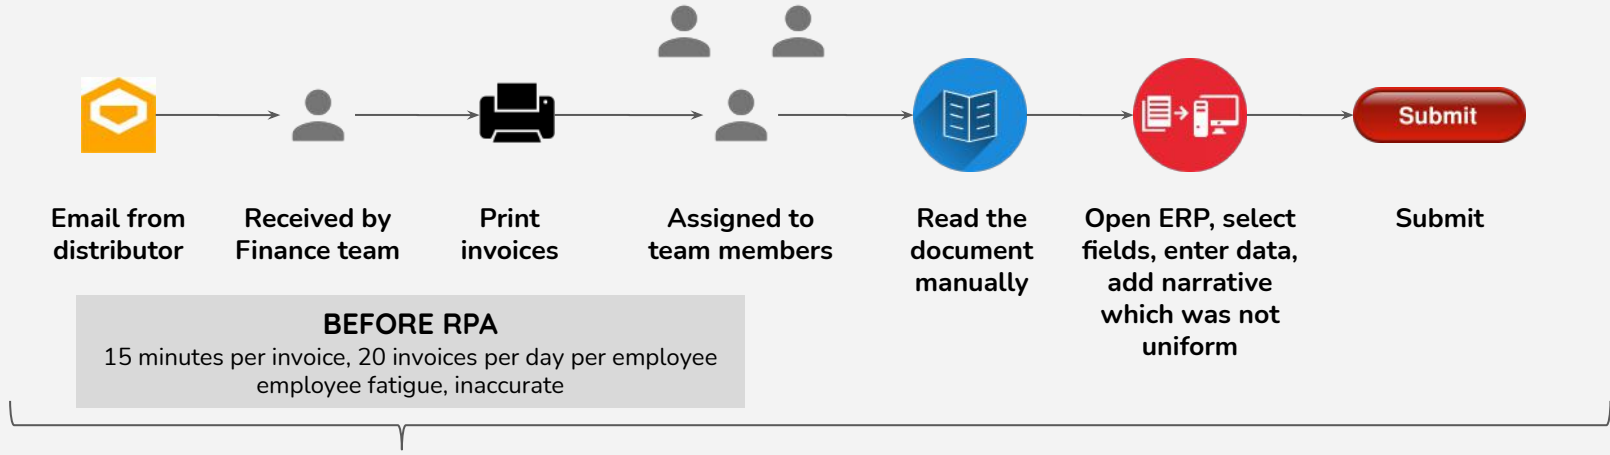 Submit
Email from
distributor
Received by
Finance team
Print
invoices
Assigned to
team members
Read the
document
manually
Open ERP, select
fields, enter data,
add narrative
which was not
uniform
Submit
BEFORE RPA
15 minutes per invoice, 20 invoices per day per employee
employee fatigue, inaccurate